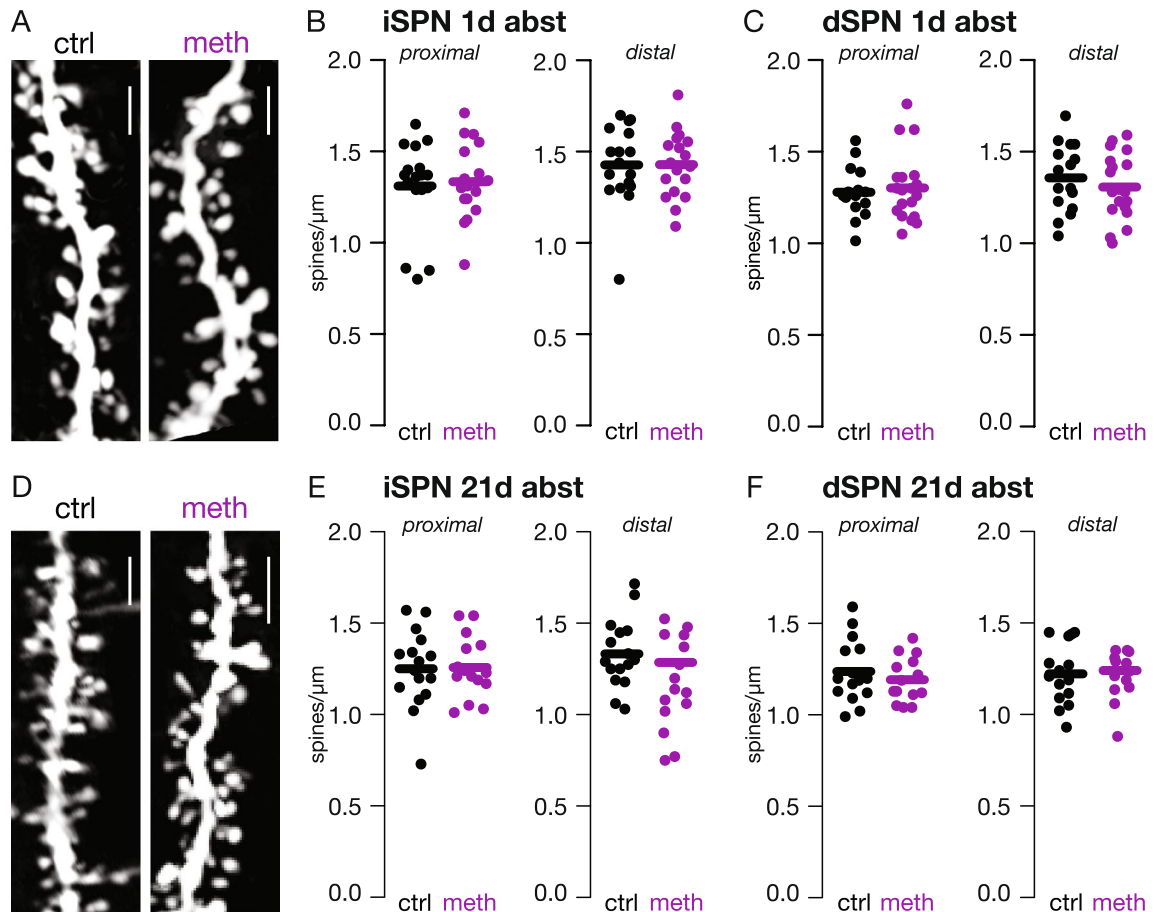 A
ctrl meth
B iSPN 1d abst
proximal distal
2.0 2.0
1.5 1.5
1.0 1.0
0.5 0.5
0.0 0.0
spines/µm
ctrl meth ctrl meth
C dSPN 1d abst
proximal distal
2.0 2.0
1.5 1.5
1.0 1.0
0.5 0.5
0.0 0.0
spines/µm
ctrl meth ctrl meth
D
ctrl meth
E iSPN 21d abst
proximal distal
2.0 2.0
1.5 1.5
1.0 1.0
0.5 0.5
0.0 0.0
spines/µm
ctrl meth ctrl meth
F dSPN 21d abst
proximal distal
2.0 2.0
1.5 1.5
1.0 1.0
0.5 0.5
0.0 0.0
spines/µm
ctrl meth ctrl meth